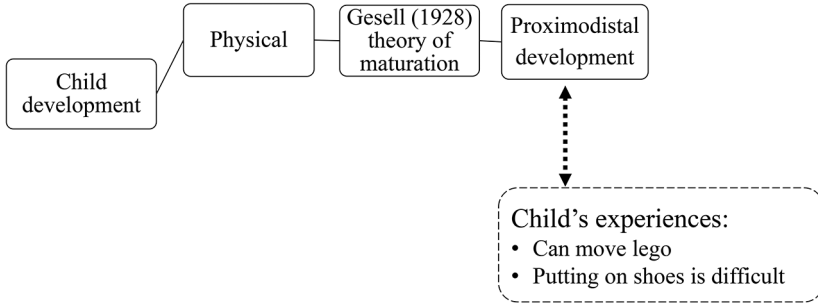 Child
development
Physical
Gesell (1928)
theory of
maturation
Proximodistal
development
Child’s experiences:
• Can move lego
• Putting on shoes is difficult